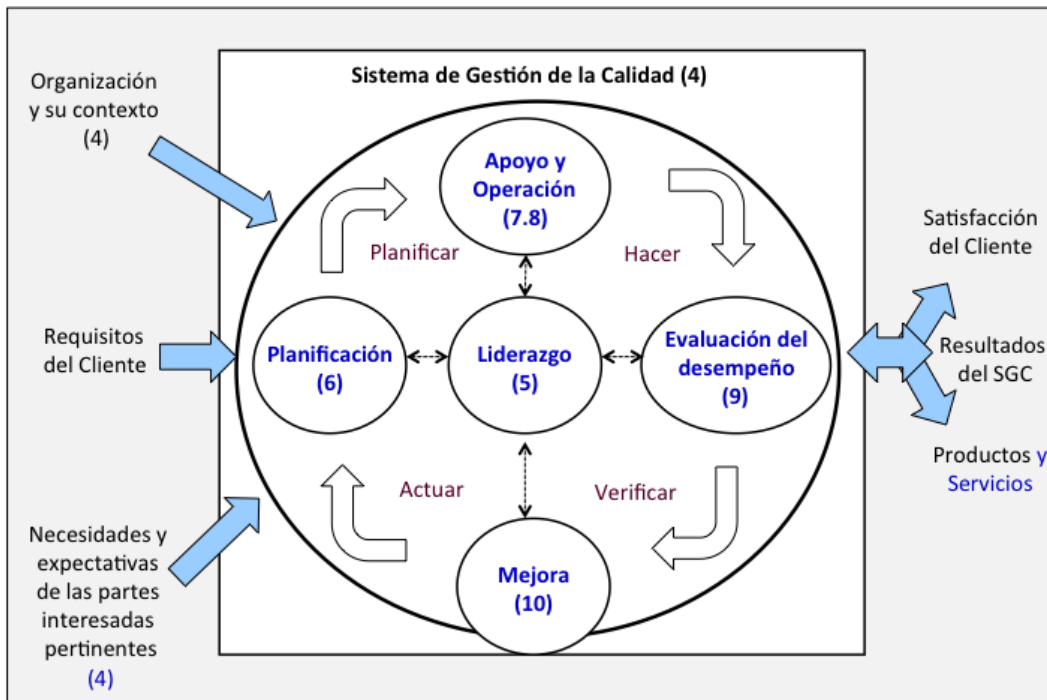 Sistema de Gestión de la Calidad (4)
Organización
y su contexto
(4)
Requisitos
del Cliente
Necesidades y
expectativas
de las partes
interesadas
pertinentes
(4)
Apoyo y
Operación
(7.8)
Planificar
Hacer
Planificación
(6)
Liderazgo
(5)
Evaluación del
desempeño
(9)
Actuar
Verificar
Mejora
(10)
Satisfacción
del Cliente
Resultados
del SGC
Productos y
Servicios